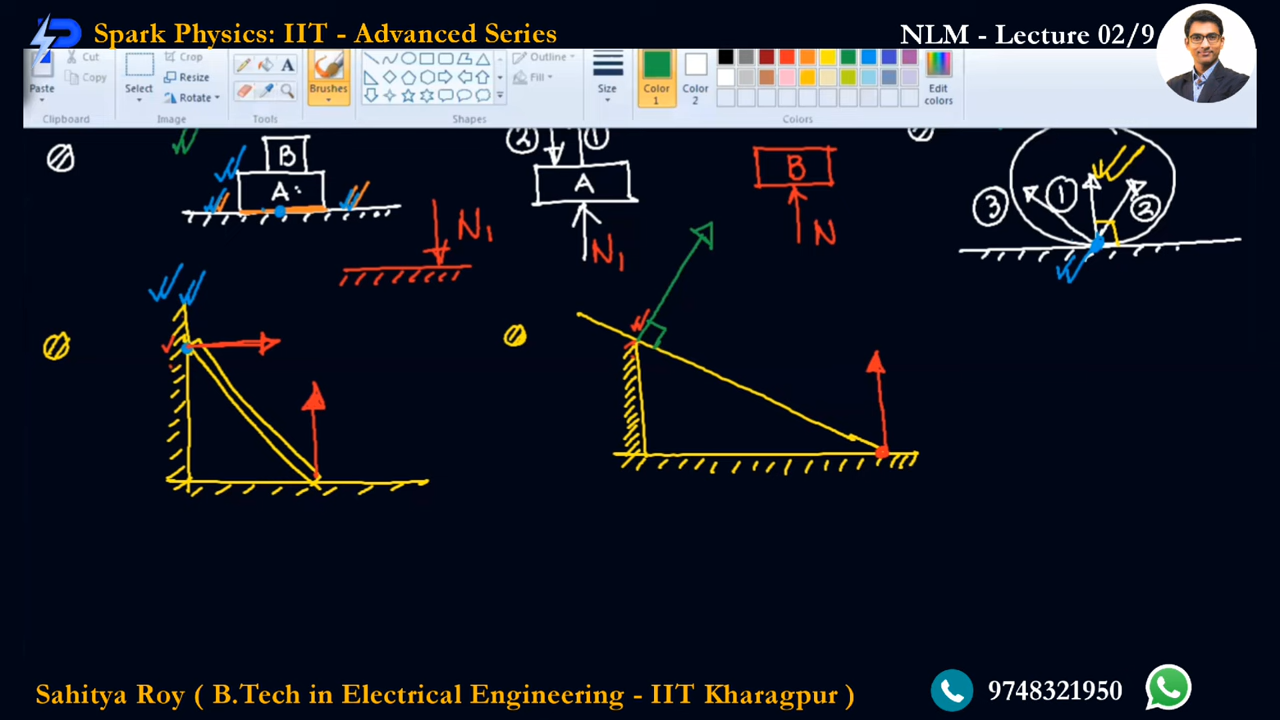 Spark Physics: IIT - Advanced Series
NLM - Lecture 02/9
Paste
Cut
Copy
Clipboard
Select
Crop
Resize
Rotate
Image
A
Tools
Brushes
Shapes
Outline
Fill
Size
Color
1
Color
2
Colors
Edit
colors
B
A
N₁
2
1
A
N₁
B
N
3
1
2
Sahitya Roy ( B.Tech in Electrical Engineering - IIT Kharagpur )
9748321950